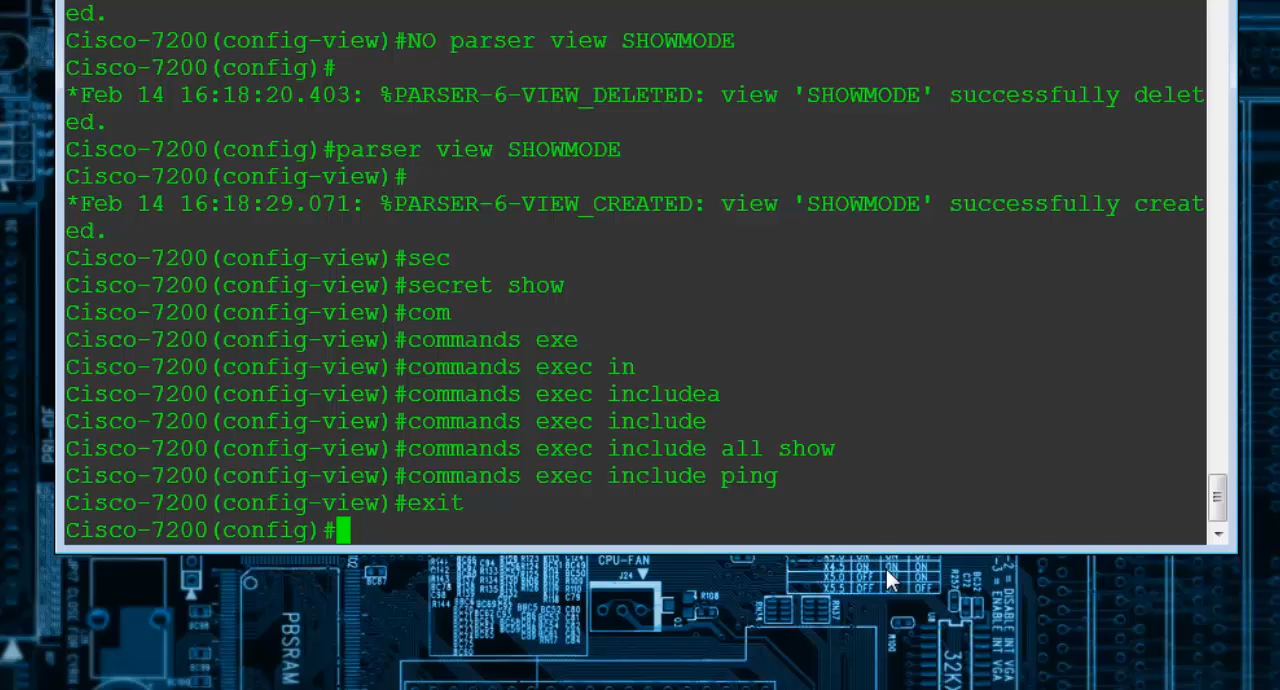 ed.
Cisco-7200(config-view)#NO parser view SHOWMODE
Cisco-7200(config)#
*Feb 14 16:18:20.403: %PARSER-6-VIEW_DELETED: view 'SHOWMODE' successfully delet
ed.
Cisco-7200(config)#parser view SHOWMODE
Cisco-7200(config-view)#
*Feb 14 16:18:29.071: %PARSER-6-VIEW_CREATED: view 'SHOWMODE' successfully creat
ed.
Cisco-7200(config-view)#sec
Cisco-7200(config-view)#secret show
Cisco-7200(config-view)#com
Cisco-7200(config-view)#commands exe
Cisco-7200(config-view)#commands exec in
Cisco-7200(config-view)#commands exec includea
Cisco-7200(config-view)#commands exec include
Cisco-7200(config-view)#commands exec include all show
Cisco-7200(config-view)#commands exec include ping
Cisco-7200(config-view)#exit
Cisco-7200(config)#
CPU-FAN
J24
PBSRAM
32K